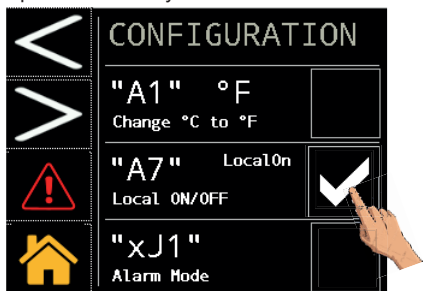 CONFIGURATION
"A1" °F
Change °C to °F
"A7" LocalOn
Local ON/OFF
"xJ1"
Alarm Mode